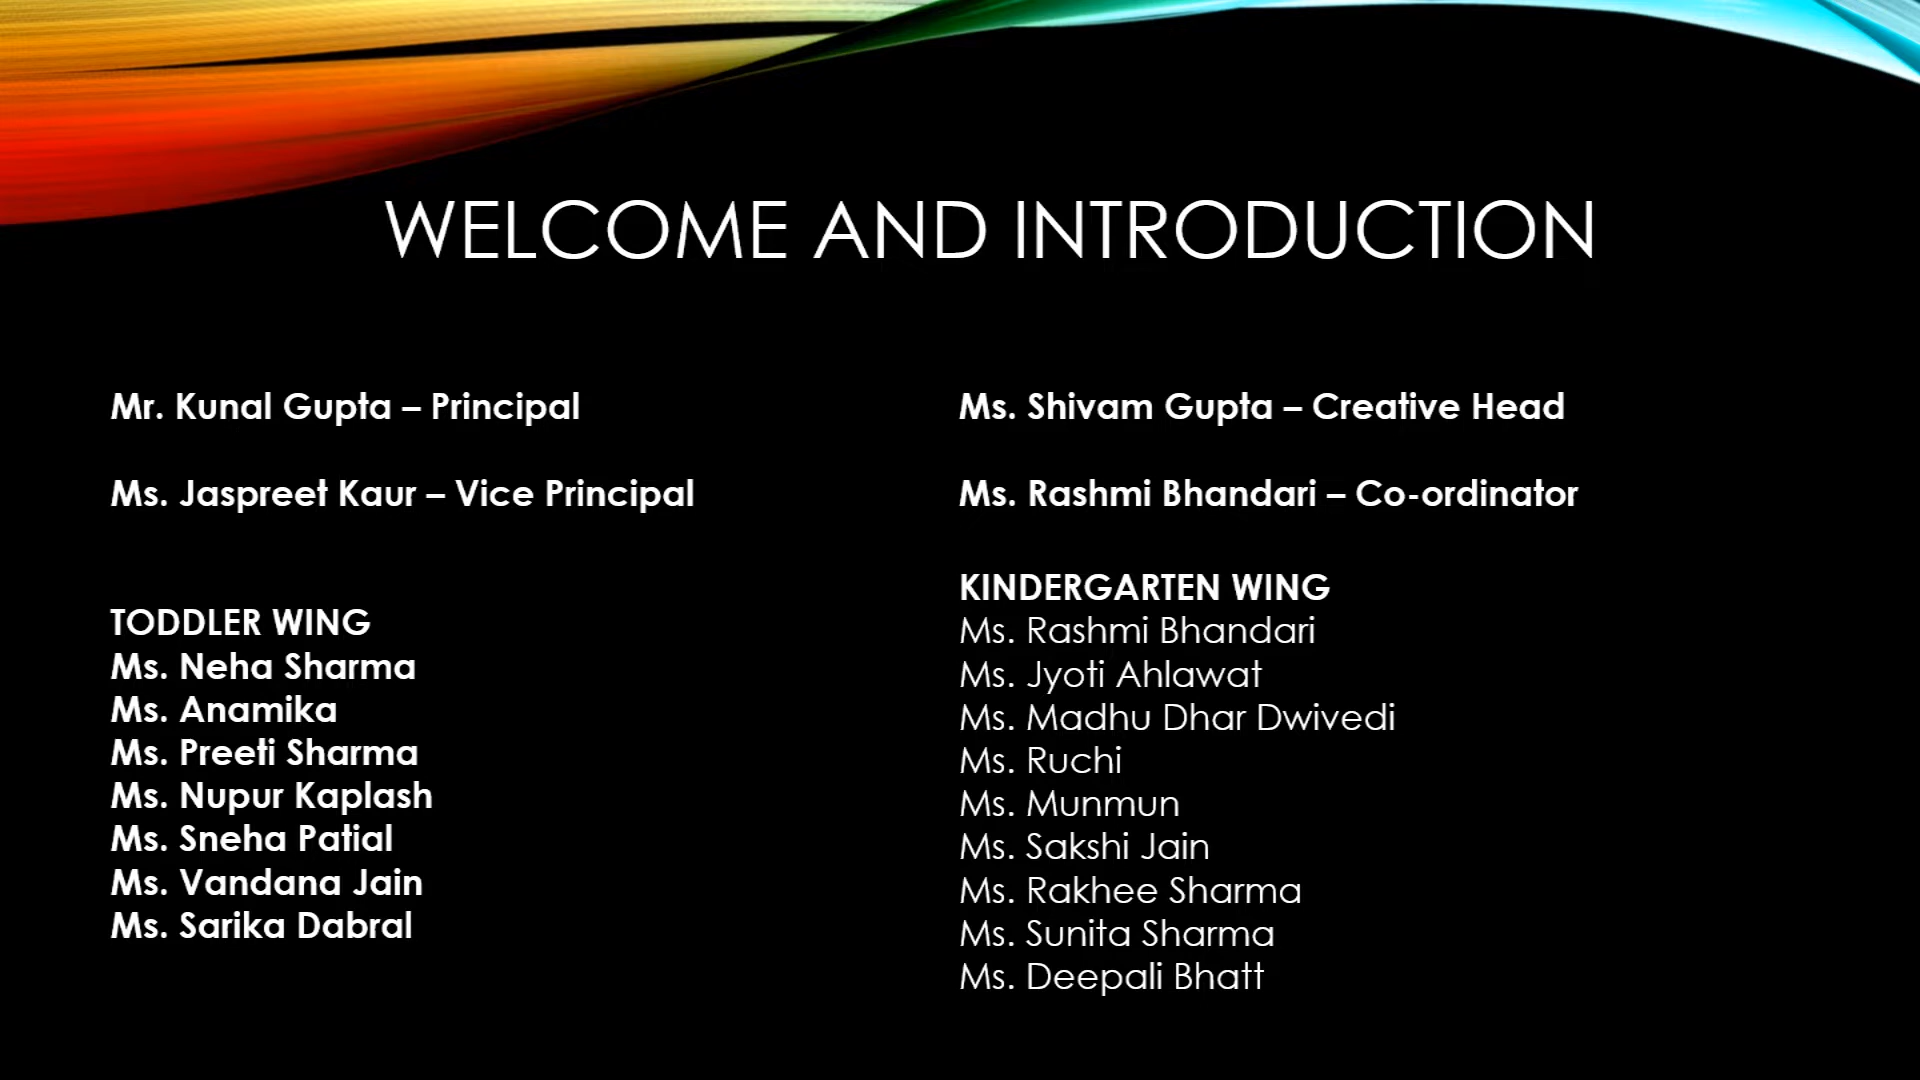 WELCOME AND INTRODUCTION
Mr. Kunal Gupta – Principal
Ms. Jaspreet Kaur – Vice Principal
TODDLER WING
Ms. Neha Sharma
Ms. Anamika
Ms. Preeti Sharma
Ms. Nupur Kaplash
Ms. Sneha Patial
Ms. Vandana Jain
Ms. Sarika Dabral
Ms. Shivam Gupta – Creative Head
Ms. Rashmi Bhandari – Co-ordinator
KINDERGARTEN WING
Ms. Rashmi Bhandari
Ms. Jyoti Ahlawat
Ms. Madhu Dhar Dwivedi
Ms. Ruchi
Ms. Munmun
Ms. Sakshi Jain
Ms. Rakhee Sharma
Ms. Sunita Sharma
Ms. Deepali Bhatt